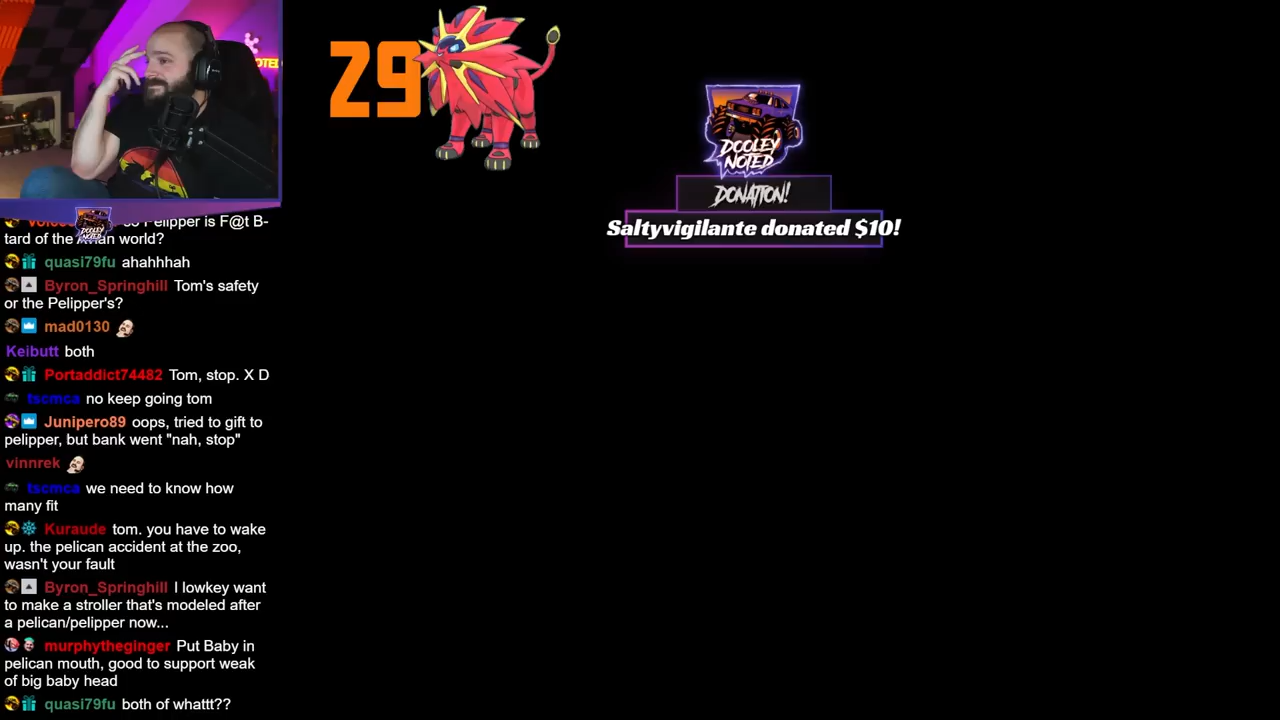 29
DOOLEY
NOTED
DONATION!
Saltyvigilante donated $10!
Pelipper is F@t B-
tard of the
world?
quasi79fu ahahhhah
Byron_Springhill Tom's safety
or the Pelipper's?
mad0130
Keibutt both
Portaddict74482 Tom, stop. X D
tscmca no keep going tom
Junipero89 oops, tried to gift to
pelipper, but bank went "nah, stop"
vinnrek
tscmca we need to know how
many fit
Kuraude tom. you have to wake
up. the pelican accident at the zoo,
wasn't your fault
Byron_Springhill I lowkey want
to make a stroller that's modeled after
a pelican/pelipper now...
murphytheginger Put Baby in
pelican mouth, good to support weak
of big baby head
quasi79fu both of whattt??